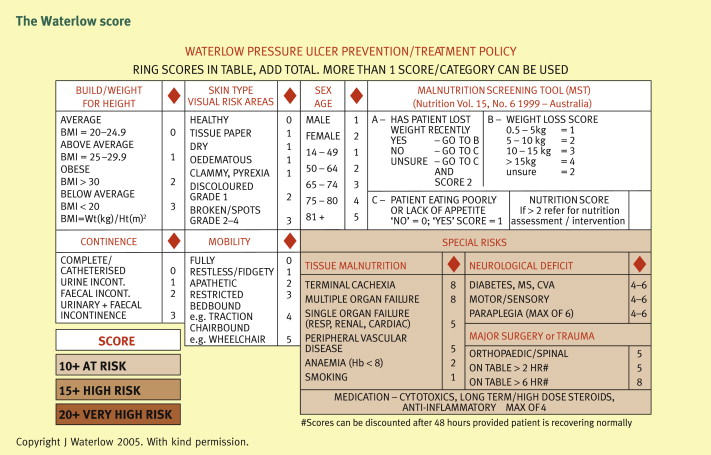 The Waterlow score
WATERLOW PRESSURE ULCER PREVENTION/TREATMENT POLICY
RING SCORES IN TABLE, ADD TOTAL. MORE THAN 1 SCORE/CATEGORY CAN BE USED
BUILD/WEIGHT
FOR HEIGHT
AVERAGE
BMI = 20–24.9 0
ABOVE AVERAGE
BMI = 25–29.9 1
OBESE
BMI > 30 2
BELOW AVERAGE
BMI < 20 3
BMI=Wt(kg)/Ht(m)²
SKIN TYPE
VISUAL RISK AREAS
HEALTHY 0
TISSUE PAPER 1
DRY 1
OEDEMATOUS 1
CLAMMY, PYREXIA 1
DISCOLOURED
GRADE 1 2
BROKEN/SPOTS
GRADE 2–4 3
SEX
AGE
MALE 1
FEMALE 2
14 – 49 1
50 – 64 2
65 – 74 3
75 – 80 4
81 + 5
MALNUTRITION SCREENING TOOL (MST)
(Nutrition Vol. 15, No. 6 1999 – Australia)
A – HAS PATIENT LOST
WEIGHT RECENTLY
YES – GO TO B
NO – GO TO C
UNSURE – GO TO C
AND
SCORE 2
B – WEIGHT LOSS SCORE
0.5 – 5kg = 1
5 – 10 kg = 2
10 – 15 kg = 3
> 15kg = 4
unsure = 2
C – PATIENT EATING POORLY
OR LACK OF APPETITE
'NO' = 0; 'YES' SCORE = 1
NUTRITION SCORE
If > 2 refer for nutrition
assessment / intervention
CONTINENCE
COMPLETE/
CATHETERISED 0
URINE INCONT. 1
FAECAL INCONT. 2
URINARY + FAECAL
INCONTINENCE 3
MOBILITY
FULLY 0
RESTLESS/FIDGETY 1
APATHETIC 2
RESTRICTED 3
BEDBOUND
e.g. TRACTION 4
CHAIRBOUND
e.g. WHEELCHAIR 5
SPECIAL RISKS
TISSUE MALNUTRITION
TERMINAL CACHEXIA 8
MULTIPLE ORGAN FAILURE 8
SINGLE ORGAN FAILURE
(RESP, RENAL, CARDIAC) 5
PERIPHERAL VASCULAR
DISEASE 5
ANAEMIA (Hb < 8) 2
SMOKING 1
NEUROLOGICAL DEFICIT
DIABETES, MS, CVA 4–6
MOTOR/SENSORY 4–6
PARAPLEGIA (MAX OF 6) 4–6
MAJOR SURGERY or TRAUMA
ORTHOPAEDIC/SPINAL 5
ON TABLE > 2 HR# 5
ON TABLE > 6 HR# 8
MEDICATION – CYTOTOXICS, LONG TERM/HIGH DOSE STEROIDS,
ANTI-INFLAMMATORY MAX OF 4
SCORE
10+ AT RISK
15+ HIGH RISK
20+ VERY HIGH RISK
#Scores can be discounted after 48 hours provided patient is recovering normally
Copyright J Waterlow 2005. With kind permission.